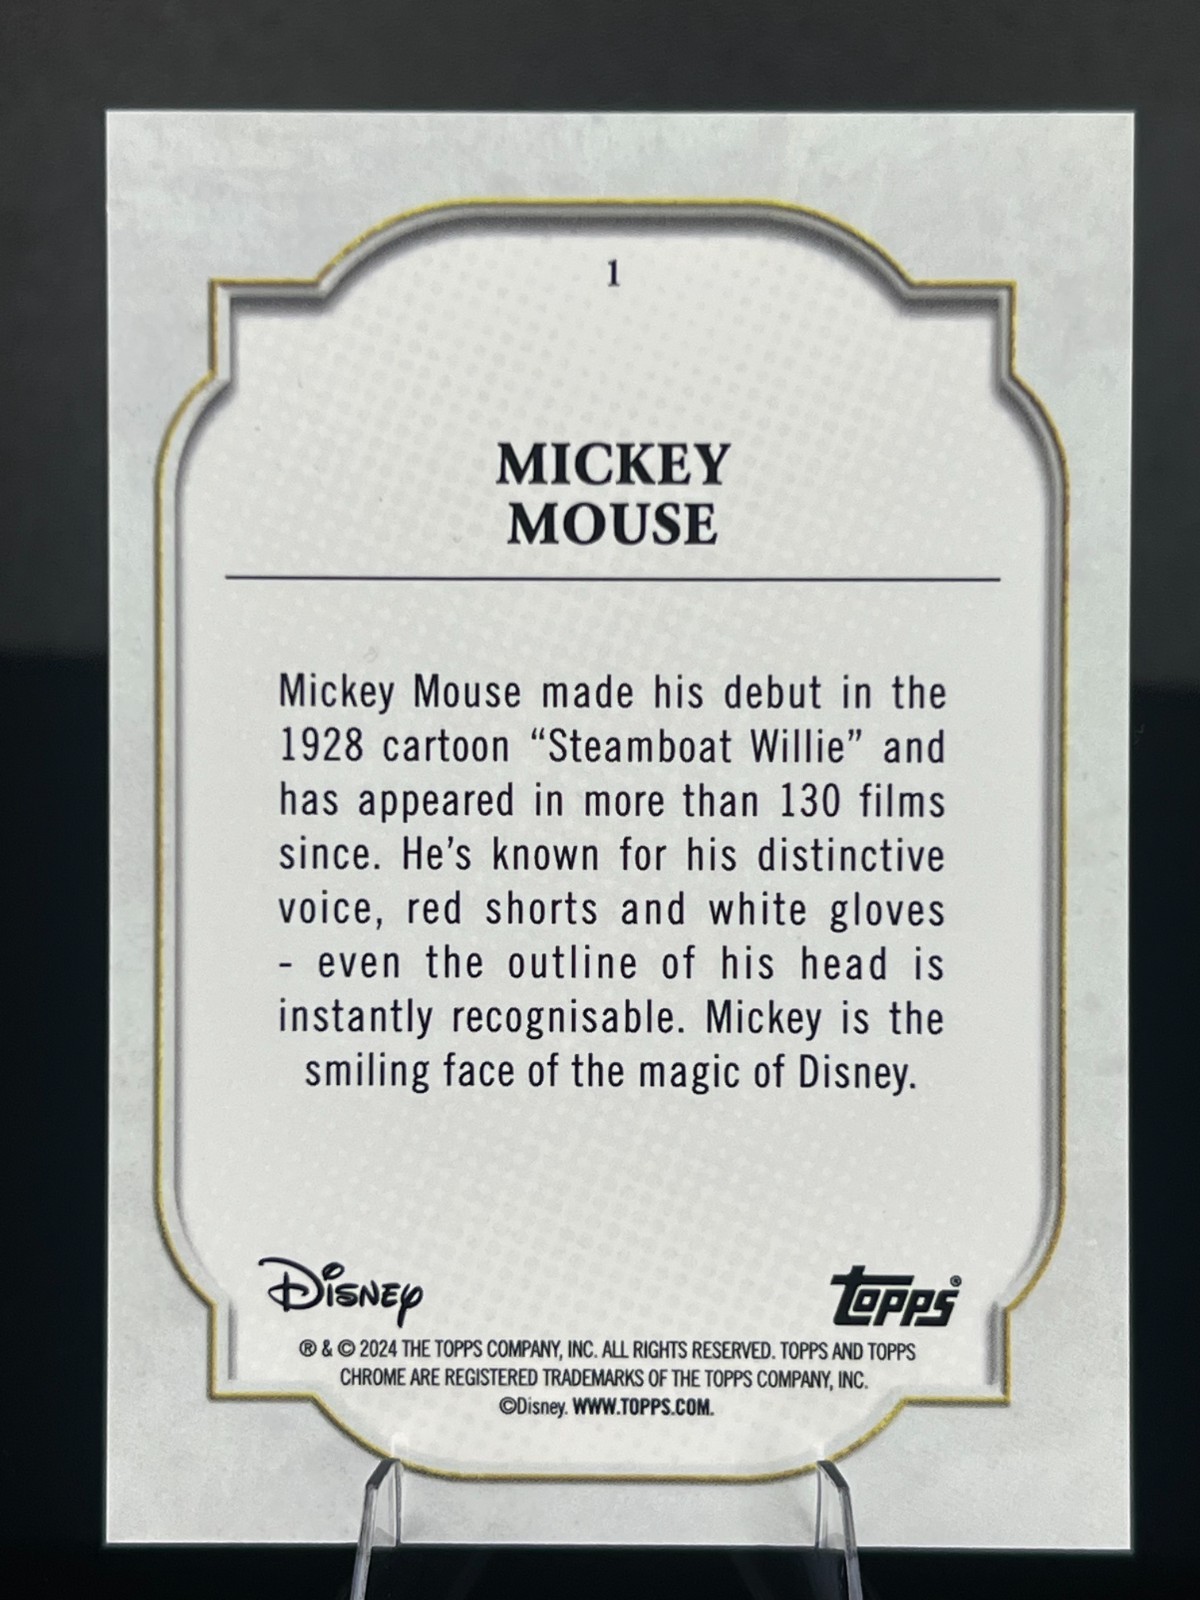 1
MICKEY
MOUSE
Mickey Mouse made his debut in the
1928 cartoon “Steamboat Willie” and
has appeared in more than 130 films
since. He’s known for his distinctive
voice, red shorts and white gloves
- even the outline of his head is
instantly recognisable. Mickey is the
smiling face of the magic of Disney.
Disney
topps®
® & © 2024 THE TOPPS COMPANY, INC. ALL RIGHTS RESERVED. TOPPS AND TOPPS
CHROME ARE REGISTERED TRADEMARKS OF THE TOPPS COMPANY, INC.
©Disney. WWW.TOPPS.COM.